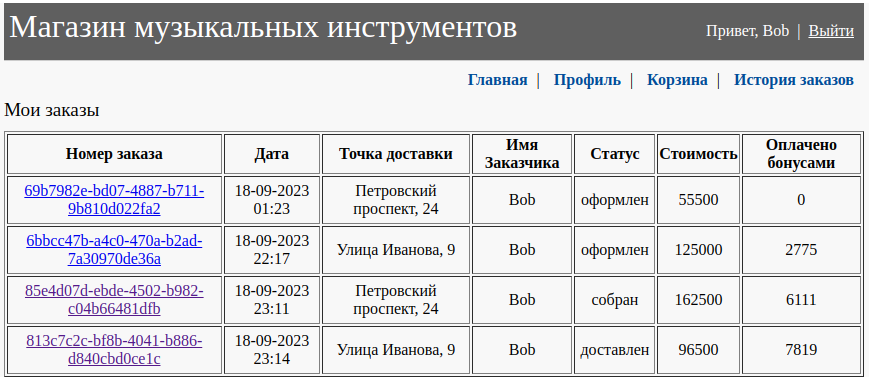 Магазин музыкальных инструментов
Привет, Bob | Выйти
Главная | Профиль | Корзина | История заказов
Мои заказы
Номер заказа Дата Точка доставки Имя Заказчика Статус Стоимость Оплачено бонусами
69b7982e-bd07-4887-b711-9b810d022fa2 18-09-2023 01:23 Петровский проспект, 24 Bob оформлен 55500 0
6bbcc47b-a4c0-470a-b2ad-7a30970de36a 18-09-2023 22:17 Улица Иванова, 9 Bob оформлен 125000 2775
85e4d07d-ebde-4502-b982-c04b66481dfb 18-09-2023 23:11 Петровский проспект, 24 Bob собран 162500 6111
813c7c2c-bf8b-4041-b886-d840cbd0ce1c 18-09-2023 23:14 Улица Иванова, 9 Bob доставлен 96500 7819